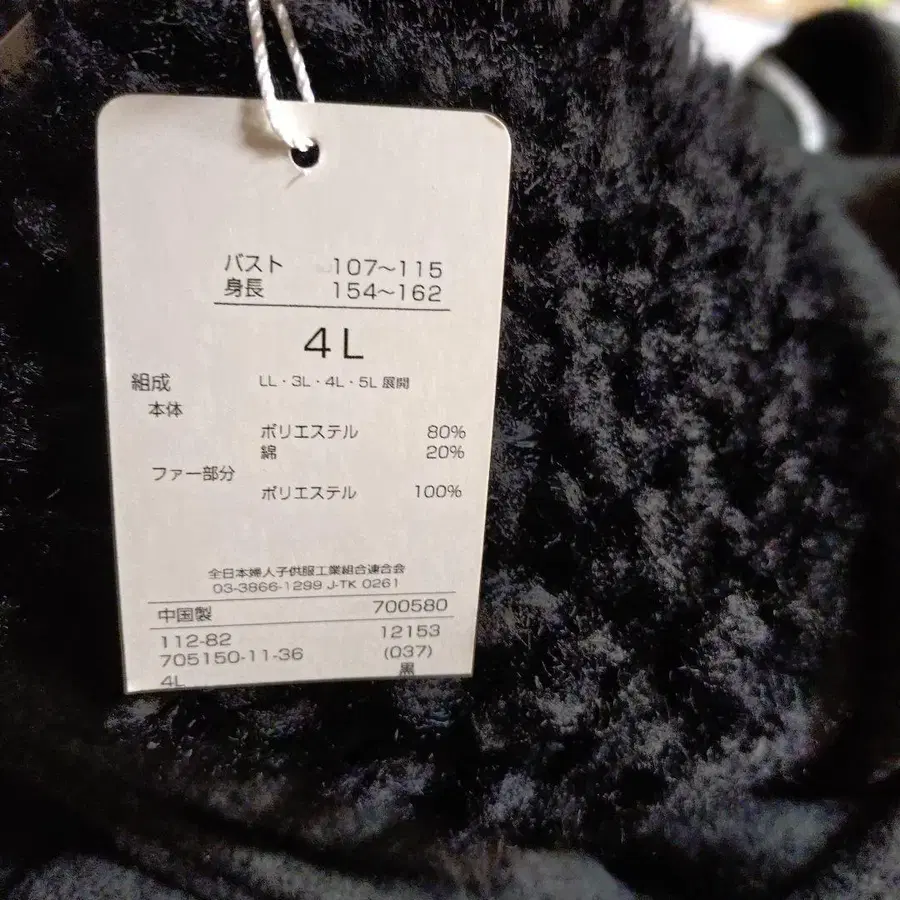 バスト 107～115
身長 154～162
4L
組成 LL・3L・4L・5L 展開
本体
ポリエステル 80%
綿 20%
ファー部分
ポリエステル 100%
全日本婦人子供服工業組合連合会
03-3866-1299 J-TK 0261
中国製 700580
112-82 12153
705150-11-36 (037)
4L 黒